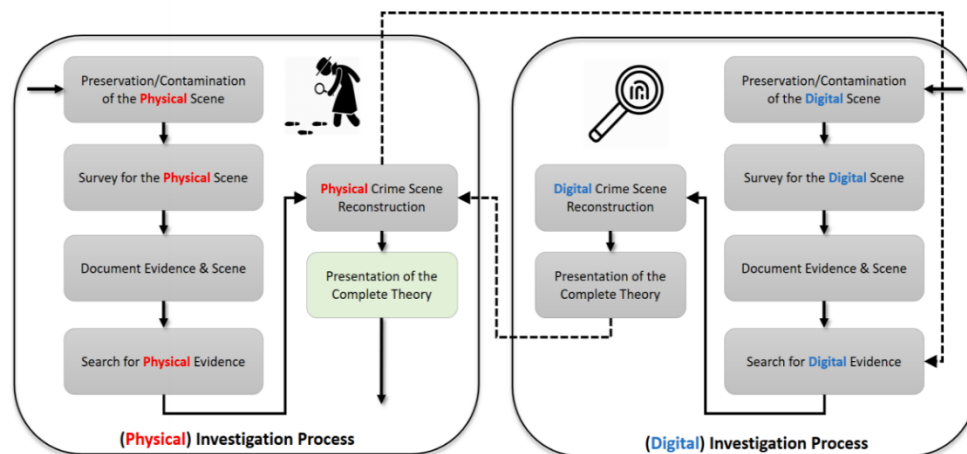 Preservation/Contamination
of the Physical Scene
Survey for the Physical Scene
Document Evidence & Scene
Search for Physical Evidence
Physical Crime Scene
Reconstruction
Presentation of the
Complete Theory
(Physical) Investigation Process
Digital Crime Scene
Reconstruction
Presentation of the
Complete Theory
Preservation/Contamination
of the Digital Scene
Survey for the Digital Scene
Document Evidence & Scene
Search for Digital Evidence
(Digital) Investigation Process